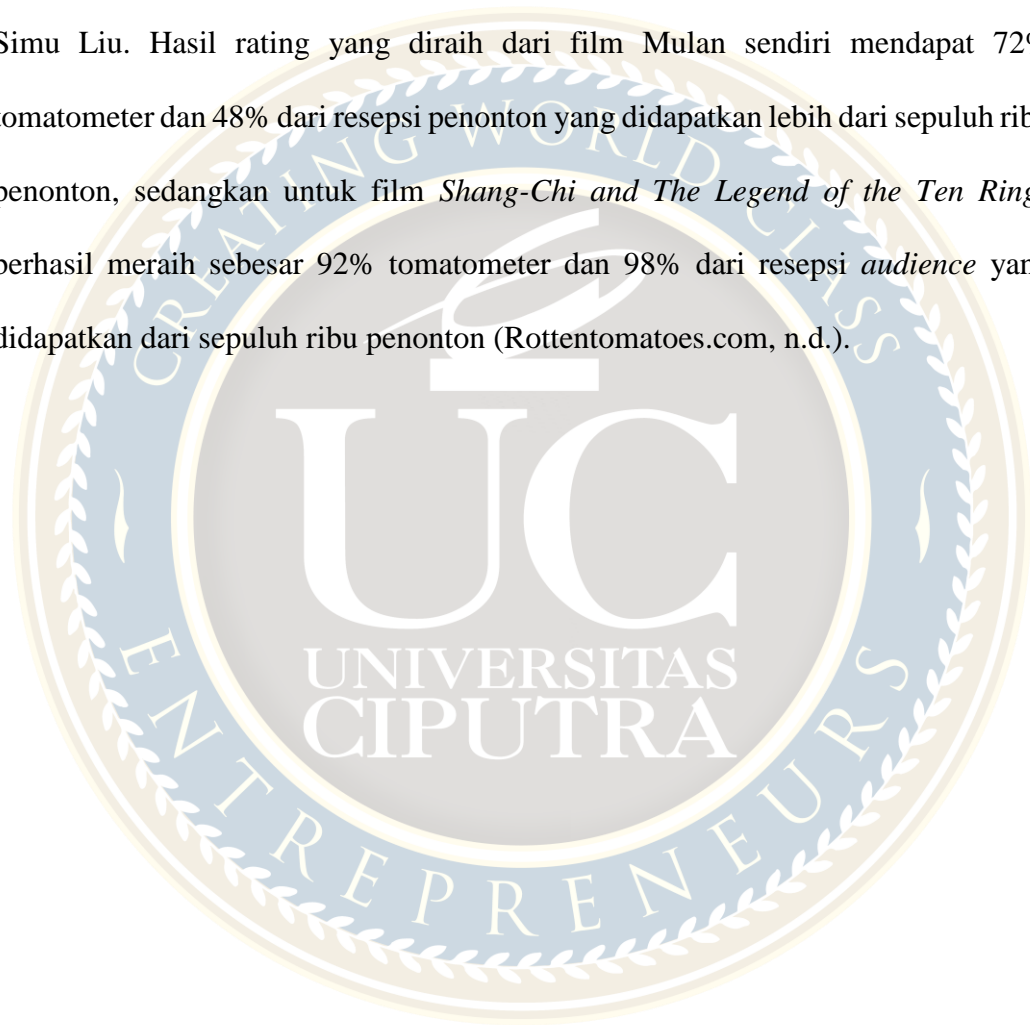 Simu Liu. Hasil rating yang diraih dari film Mulan sendiri mendapat 72%
tomatometer dan 48% dari resepsi penonton yang didapatkan lebih dari sepuluh rib
penonton, sedangkan untuk film Shang-Chi and The Legend of the Ten Ring
berhasil meraih sebesar 92% tomatometer dan 98% dari resepsi audience yan
didapatkan dari sepuluh ribu penonton (Rottentomatoes.com, n.d.).
CREATING WORLD CLASS
UC
UNIVERSITAS
CIPUTRA
ENTREPRENEURS